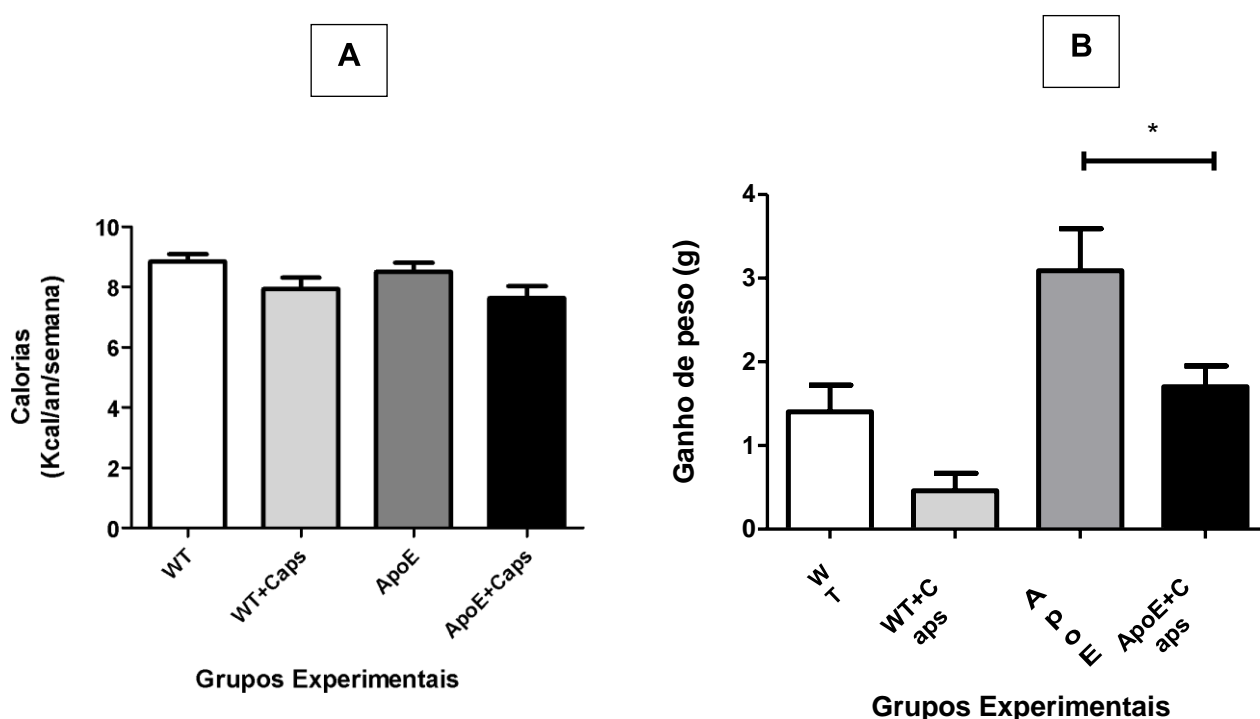 A
Calorias
(Kcal/an/semana)
10
8
6
4
2
0
WT
WT+Caps
ApoE
ApoE+Caps
Grupos Experimentais
B
*
Ganho de peso (g)
4
3
2
1
0
W
T
WT+C
aps
A
p
o
E
ApoE+C
aps
Grupos Experimentais